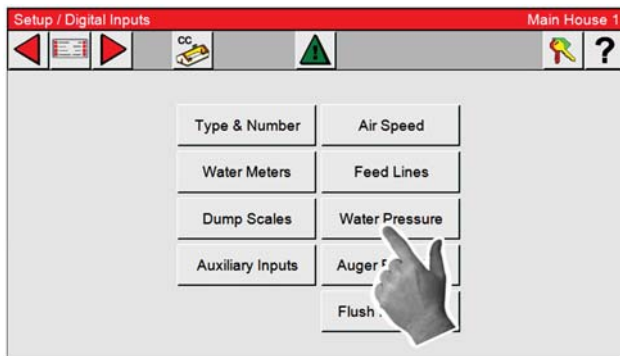 Setup / Digital Inputs Main House 1
CC
?
Type & Number Air Speed
Water Meters Feed Lines
Dump Scales Water Pressure
Auxiliary Inputs Auger
Flush